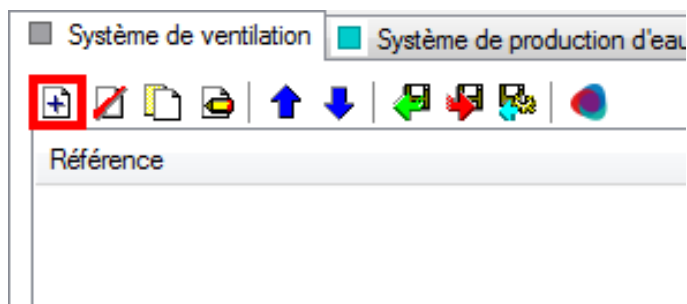 Système de ventilation
Système de production d'eau
Référence